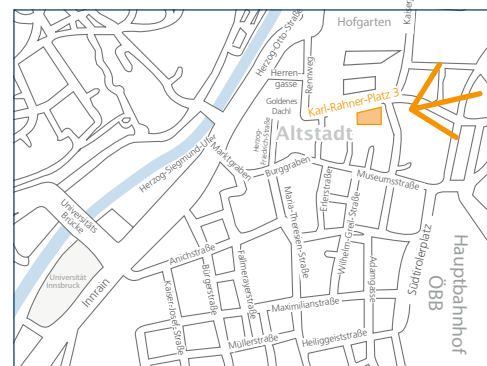 Hofgarten
Kaiser
Herzog-Otto-Straße
Herren-
gasse
Rennweg
Goldenes
Dachl
Karl-Rahner-Platz 3
Altstadt
Herzog-
Friedrich-Straße
Herzog-Siegmund-Ufer
Marktgraben
Burggraben
Museumsstraße
Universitäts
Brücke
Maria-Theresien-Straße
Erlerstraße
Wilhelm-Greil-Straße
Südtirolerplatz
Hauptbahnhof
ÖBB
Anichstraße
Universität
Innsbruck
Innrain
Kaiser-Josef-Straße
Bürgerstraße
Fallmerayerstraße
Adamgasse
Maximilianstraße
Müllerstraße
Heiliggeiststraße